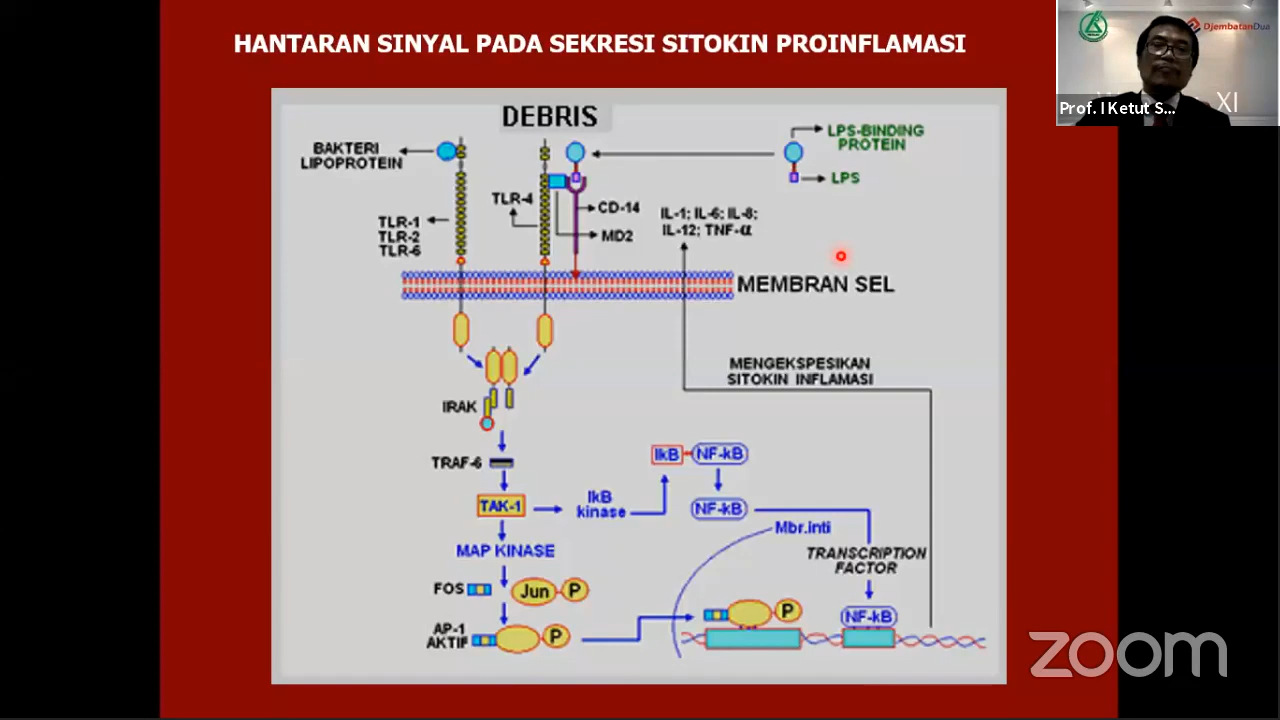 HANTARAN SINYAL PADA SEKRESI SITOKIN PROINFLAMASI
DjembatanDua
XI
Prof. I Ketut S...
DEBRIS
BAKTERI
LIPOPROTEIN
LPS-BINDING
PROTEIN
LPS
TLR-4
CD-14
MD2
TLR-1
TLR-2
TLR-6
IL-1; IL-6; IL-8;
IL-12; TNF-α
MEMBRAN SEL
MENGEKSPESIKAN
SITOKIN INFLAMASI
IRAK
TRAF-6
IkB
NF-kB
TAK-1
IkB
kinase
NF-kB
Mbr.inti
MAP KINASE
TRANSCRIPTION
FACTOR
FOS
Jun
P
AP-1
AKTIF
P
P
NF-kB
zoom